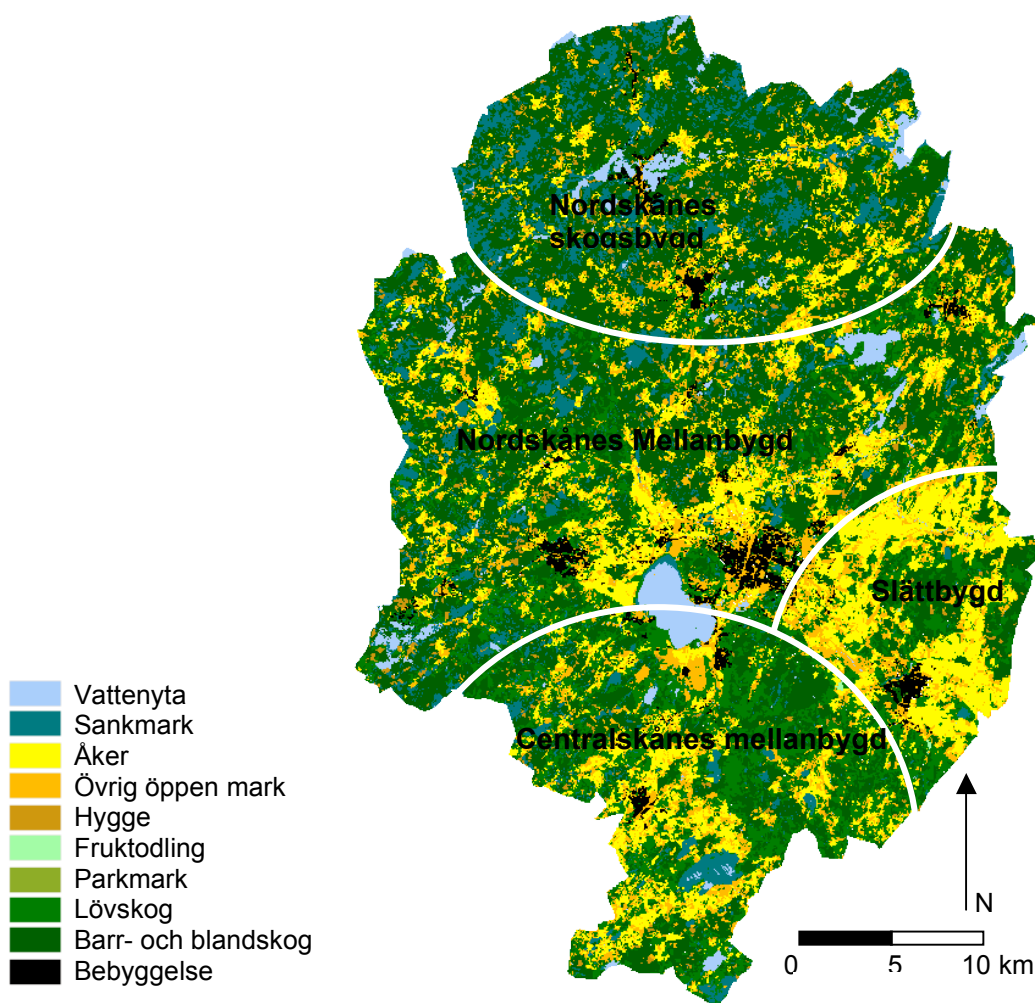 Nordskånes
skogsbygd
Nordskånes Mellanbygd
Slättbygd
Centralskånes mellanbygd
Vattenyta
Sankmark
Åker
Övrig öppen mark
Hygge
Fruktodling
Parkmark
Lövskog
Barr- och blandskog
Bebyggelse
N
0 5 10 km